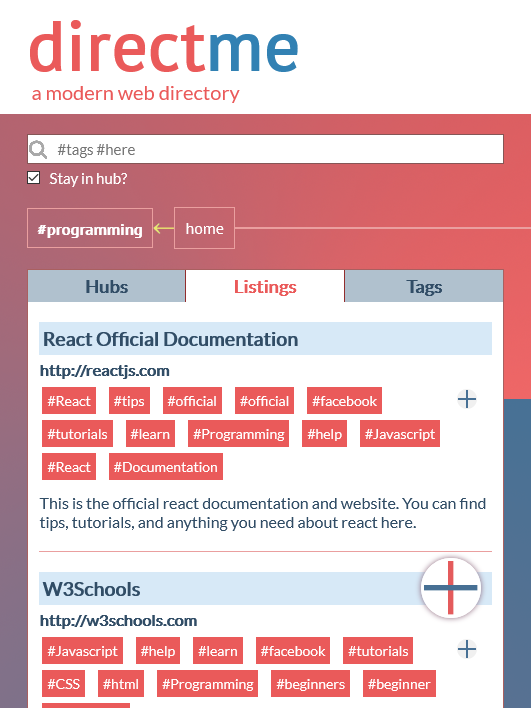 directme
a modern web directory
#tags #here
Stay in hub?
#programming
home
Hubs
Listings
Tags
React Official Documentation
http://reactjs.com
#React #tips #official #official #facebook
#tutorials #learn #Programming #help #Javascript
#React #Documentation
This is the official react documentation and website. You can find
tips, tutorials, and anything you need about react here.
W3Schools
http://w3schools.com
#Javascript #help #learn #facebook #tutorials
#CSS #html #Programming #beginners #beginner